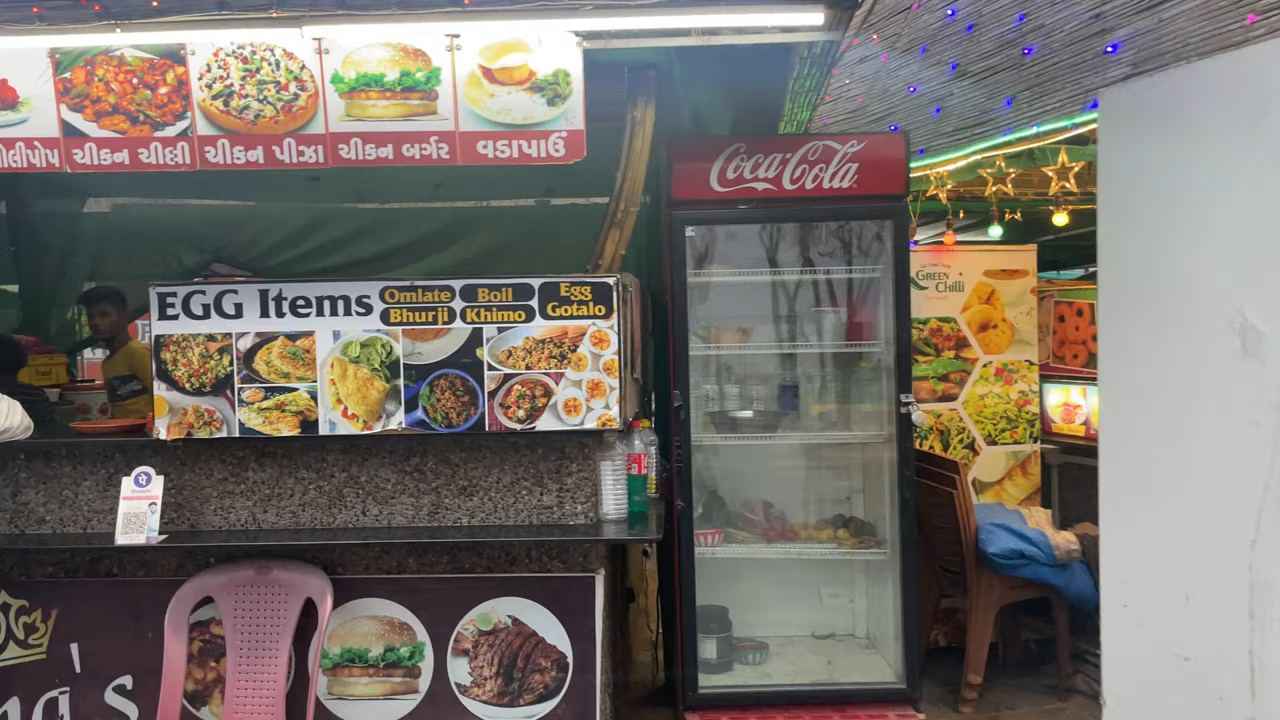 ચીકન ચીલ્લી
ચીકન પીઝા
ચીકન બર્ગર
વડાપાઉં
Coca-Cola
EGG Items
Omlate
Bhurji
Boil
Khimo
Egg
Gotalo
GREEN
Chilli
પે